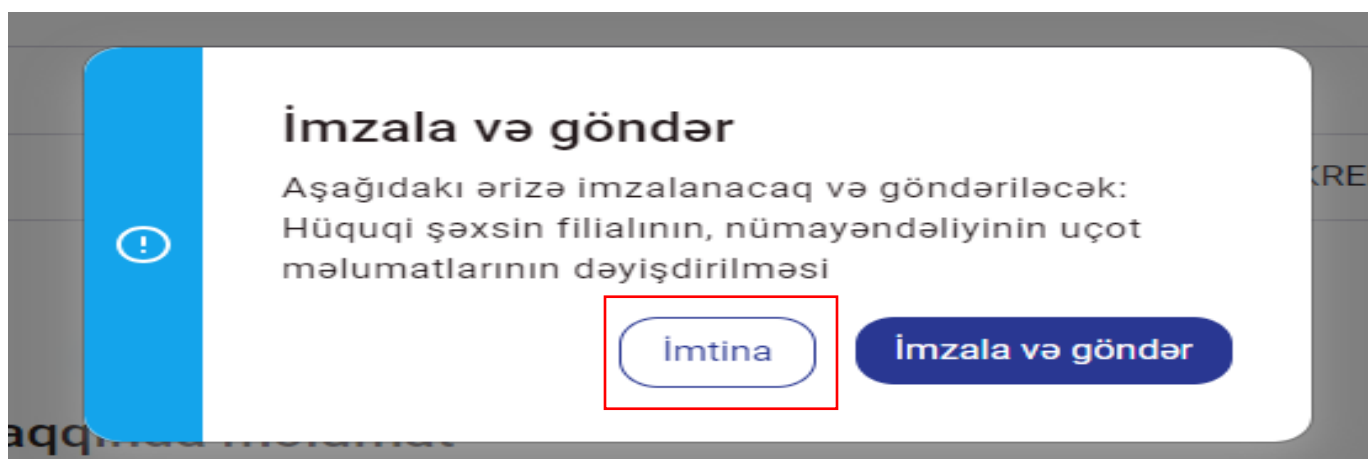 İmzala və göndər
Aşağıdakı ərizə imzalanacaq və göndəriləcək:
Hüquqi şəxsin filialının, nümayəndəliyinin uçot
məlumatlarının dəyişdirilməsi
İmtina
İmzala və göndər